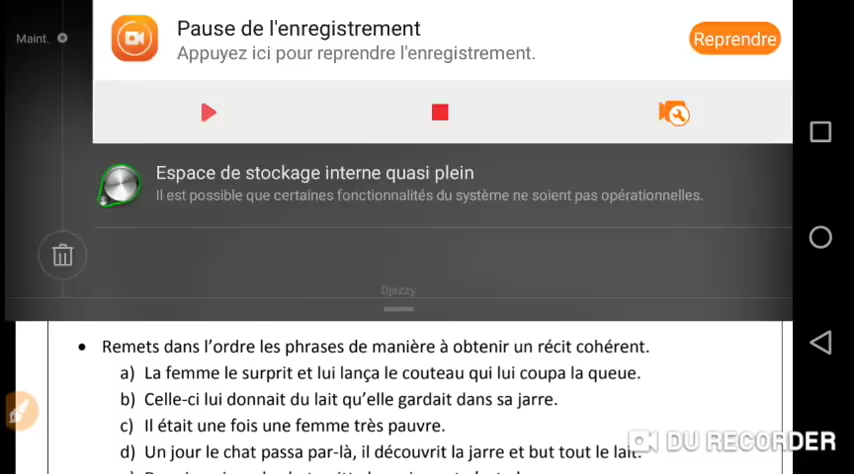 Maint.
Pause de l'enregistrement
Appuyez ici pour reprendre l'enregistrement.
Reprendre
Espace de stockage interne quasi plein
Il est possible que certaines fonctionnalités du système ne soient pas opérationnelles.
Djezzy
• Remets dans l'ordre les phrases de manière à obtenir un récit cohérent.
a) La femme le surprit et lui lança le couteau qui lui coupa la queue.
b) Celle-ci lui donnait du lait qu'elle gardait dans sa jarre.
c) Il était une fois une femme très pauvre.
d) Un jour le chat passa par-là, il découvrit la jarre et but tout le lait.
DU RECORDER